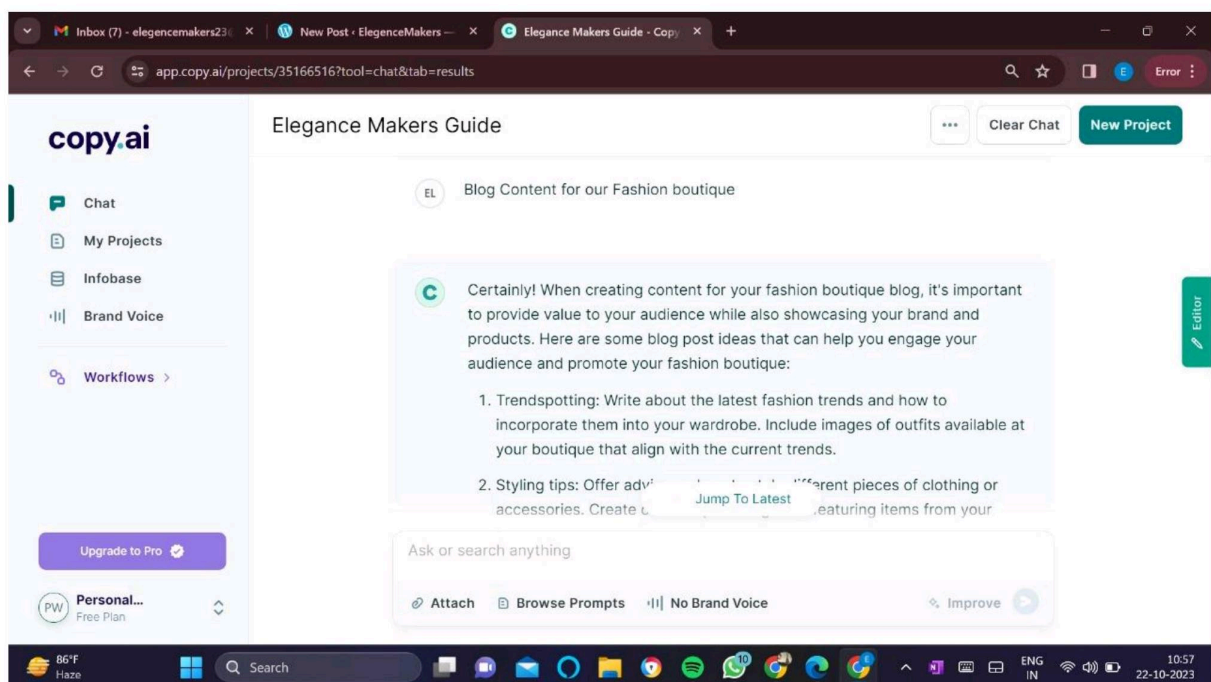 Inbox (7) - elegencemakers23
New Post ‹ ElegenceMakers —
Elegance Makers Guide - Copy
app.copy.ai/projects/35166516?tool=chat&tab=results
E
Error
copy.ai
Elegance Makers Guide
Clear Chat
New Project
Chat
My Projects
Infobase
Brand Voice
Workflows
EL
Blog Content for our Fashion boutique
C
Certainly! When creating content for your fashion boutique blog, it's important
to provide value to your audience while also showcasing your brand and
products. Here are some blog post ideas that can help you engage your
audience and promote your fashion boutique:
1. Trendspotting: Write about the latest fashion trends and how to
incorporate them into your wardrobe. Include images of outfits available at
your boutique that align with the current trends.
2. Styling tips: Offer different pieces of clothing or
accessories. Create featuring items from your
Jump To Latest
Editor
Ask or search anything
Attach
Browse Prompts
No Brand Voice
Improve
Upgrade to Pro
PW
Personal...
Free Plan
86°F
Haze
Search
10
ENG
IN
10:57
22-10-2023